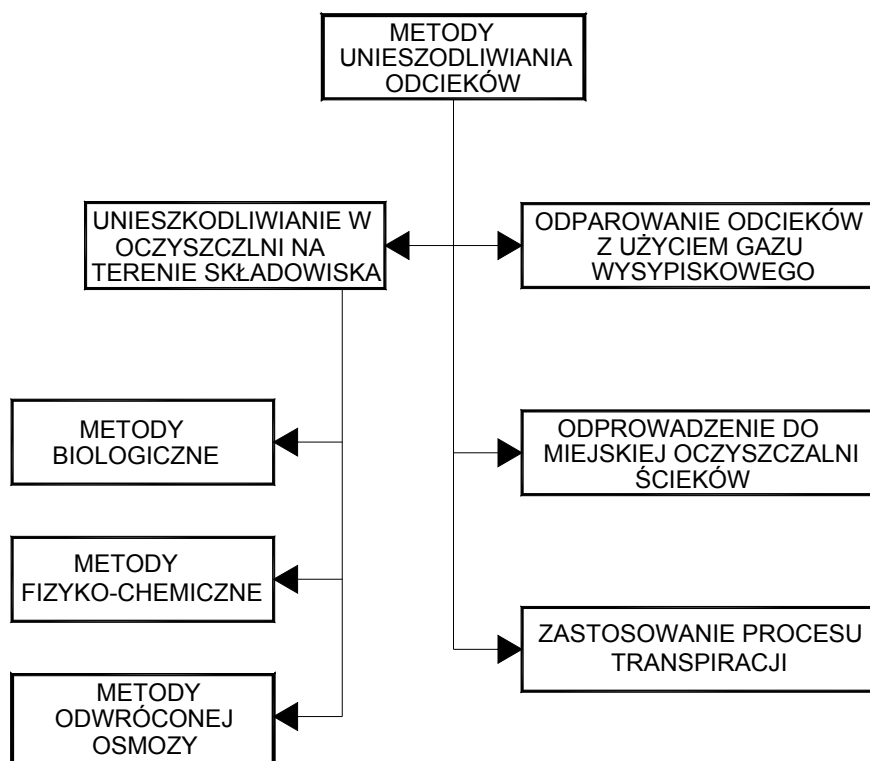 METODY
UNIESZODLIWIANIA
ODCIEKÓW
UNIESZKODLIWIANIE W
OCZYSZCZLNI NA
TERENIE SKŁADOWISKA
ODPAROWANIE ODCIEKÓW
Z UŻYCIEM GAZU
WYSYPISKOWEGO
METODY
BIOLOGICZNE
ODPROWADZENIE DO
MIEJSKIEJ OCZYSZCZALNI
ŚCIEKÓW
METODY
FIZYKO-CHEMICZNE
ZASTOSOWANIE PROCESU
TRANSPIRACJI
METODY
ODWRÓCONEJ
OSMOZY